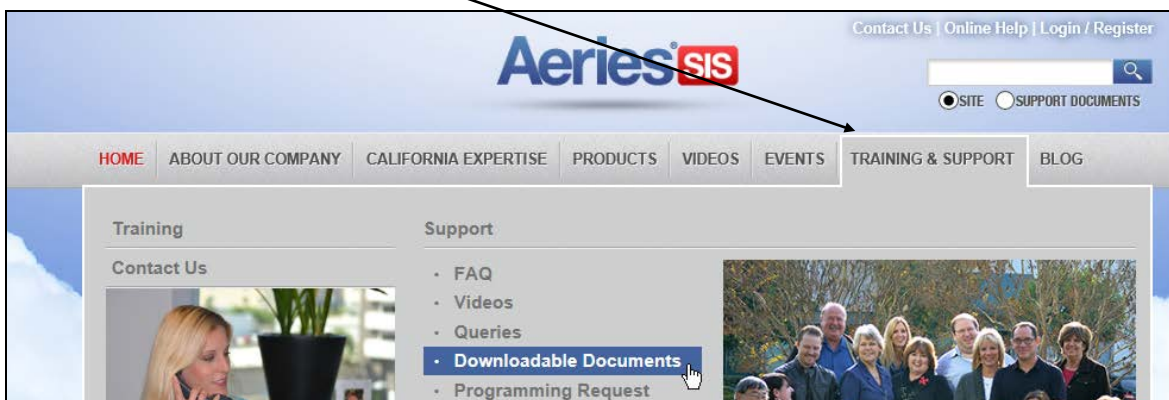 Contact Us | Online Help | Login / Register
Aeries SIS
SITE SUPPORT DOCUMENTS
HOME ABOUT OUR COMPANY CALIFORNIA EXPERTISE PRODUCTS VIDEOS EVENTS TRAINING & SUPPORT BLOG
Training Support
Contact Us
· FAQ
· Videos
· Queries
· Downloadable Documents
· Programming Request